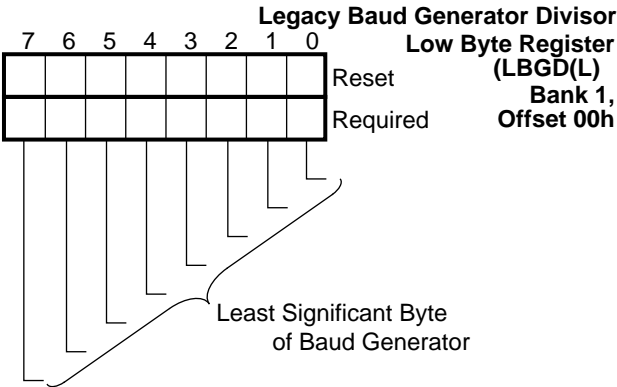 Legacy Baud Generator Divisor
7 6 5 4 3 2 1 0
Low Byte Register
(LBGD(L)
Reset
Bank 1,
Required
Offset 00h
Least Significant Byte
of Baud Generator